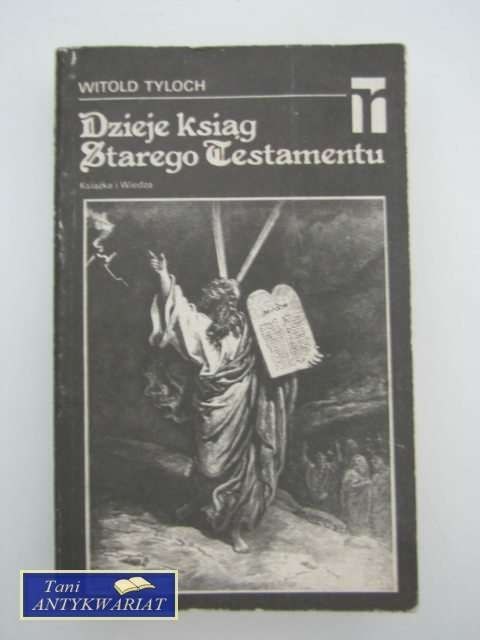 WITOLD TYLOCH
Dzieje ksiąg
Starego Testamentu
Książka i Wiedza
Tani
ANTYKWARIAT